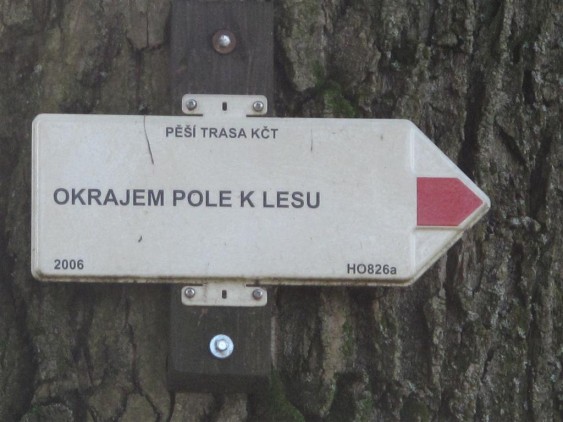 PĚŠÍ TRASA KČT
OKRAJEM POLE K LESU
2006 HO826a